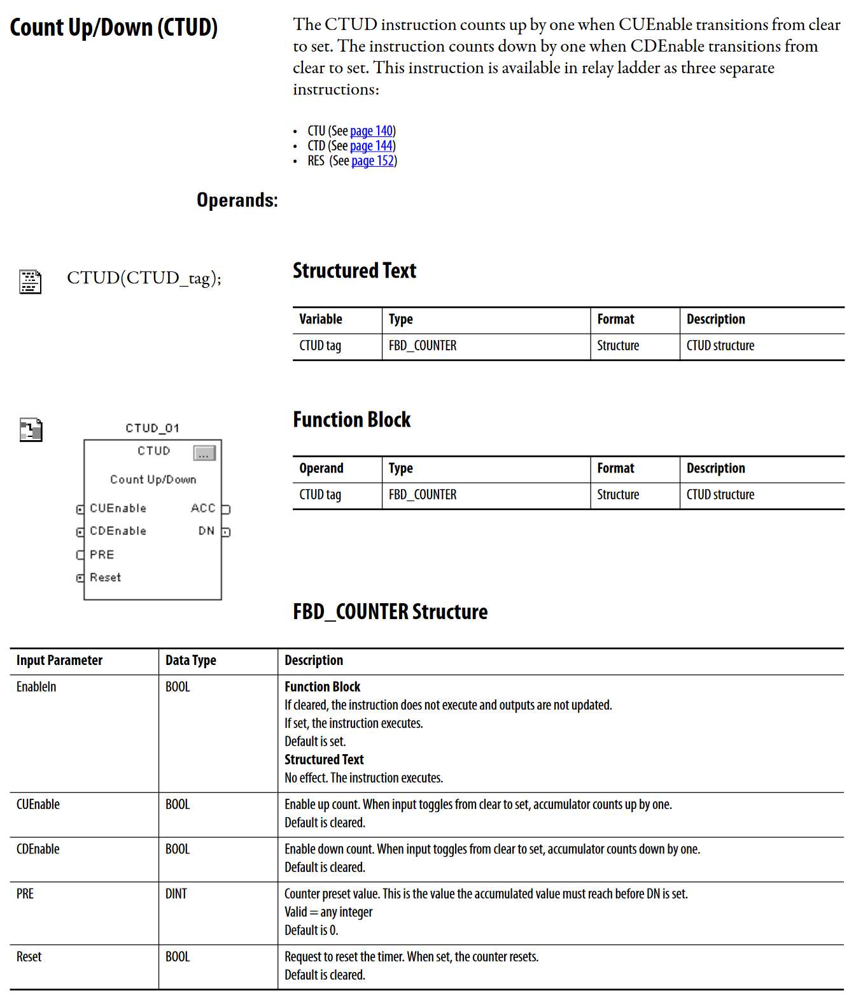 Count Up/Down (CTUD)
The CTUD instruction counts up by one when CUEnable transitions from clear
to set. The instruction counts down by one when CDEnable transitions from
clear to set. This instruction is available in relay ladder as three separate
instructions:
• CTU (See page 140)
• CTD (See page 144)
• RES (See page 152)
Operands:
CTUD(CTUD_tag);
Structured Text
Variable Type Format Description
CTUD tag FBD_COUNTER Structure CTUD structure
CTUD_01
CTUD ...
Count Up/Down
CUEnable ACC
CDEnable DN
PRE
Reset
Function Block
Operand Type Format Description
CTUD tag FBD_COUNTER Structure CTUD structure
FBD_COUNTER Structure
Input Parameter Data Type Description
EnableIn BOOL Function Block
If cleared, the instruction does not execute and outputs are not updated.
If set, the instruction executes.
Default is set.
Structured Text
No effect. The instruction executes.
CUEnable BOOL Enable up count. When input toggles from clear to set, accumulator counts up by one.
Default is cleared.
CDEnable BOOL Enable down count. When input toggles from clear to set, accumulator counts down by one.
Default is cleared.
PRE DINT Counter preset value. This is the value the accumulated value must reach before DN is set.
Valid = any integer
Default is 0.
Reset BOOL Request to reset the timer. When set, the counter resets.
Default is cleared.